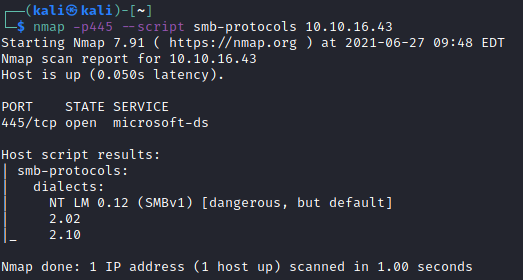 ┌──(kali㉿kali)-[~]
└─$ nmap -p445 --script smb-protocols 10.10.16.43
Starting Nmap 7.91 ( https://nmap.org ) at 2021-06-27 09:48 EDT
Nmap scan report for 10.10.16.43
Host is up (0.050s latency).
PORT    STATE SERVICE
445/tcp open  microsoft-ds
Host script results:
| smb-protocols:
|   dialects:
|     NT LM 0.12 (SMBv1) [dangerous, but default]
|     2.02
|_    2.10
Nmap done: 1 IP address (1 host up) scanned in 1.00 seconds